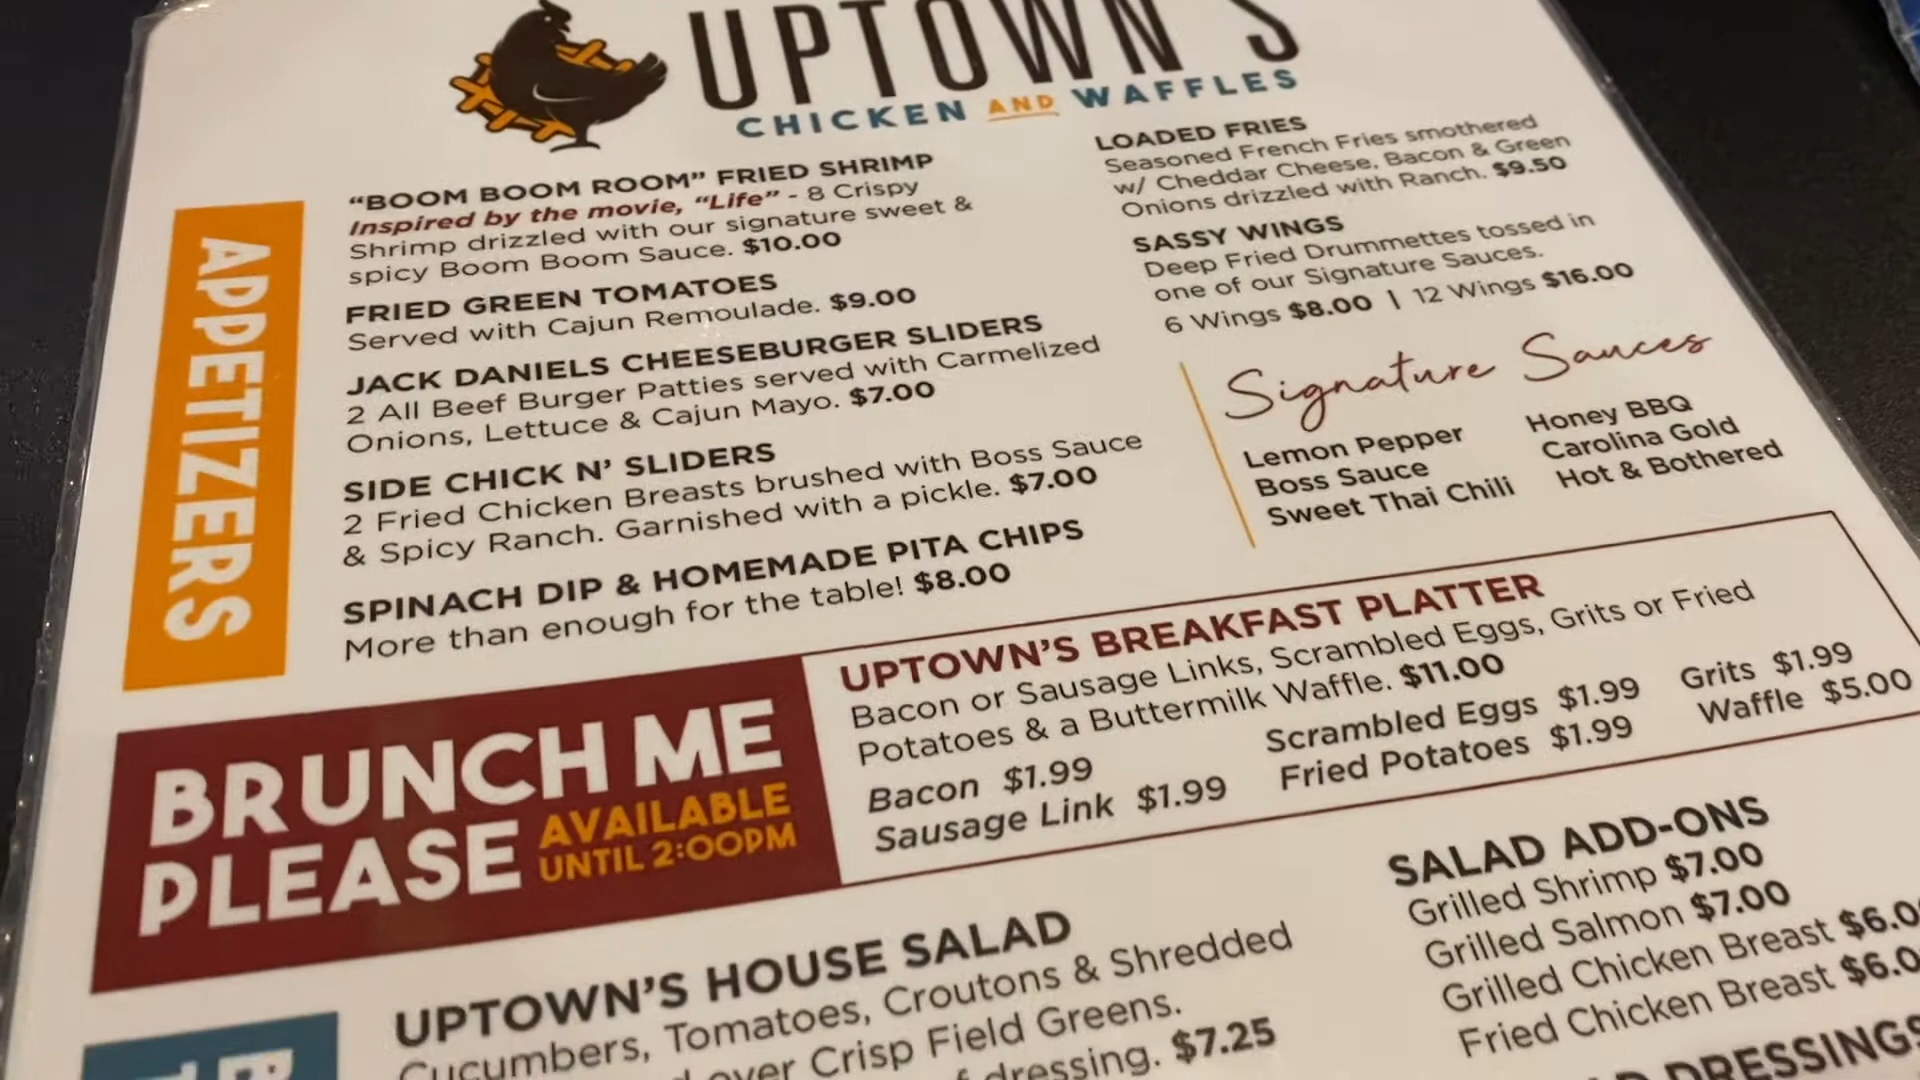 UPTOWN'S
CHICKEN AND WAFFLES
APPETIZERS
"BOOM BOOM ROOM" FRIED SHRIMP
Inspired by the movie, "Life" - 8 Crispy
Shrimp drizzled with our signature sweet &
spicy Boom Boom Sauce. $10.00
FRIED GREEN TOMATOES
Served with Cajun Remoulade. $9.00
JACK DANIELS CHEESEBURGER SLIDERS
2 All Beef Burger Patties served with Carmelized
Onions, Lettuce & Cajun Mayo. $7.00
SIDE CHICK N' SLIDERS
2 Fried Chicken Breasts brushed with Boss Sauce
& Spicy Ranch. Garnished with a pickle. $7.00
SPINACH DIP & HOMEMADE PITA CHIPS
More than enough for the table! $8.00
LOADED FRIES
Seasoned French Fries smothered
w/ Cheddar Cheese, Bacon & Green
Onions drizzled with Ranch. $9.50
SASSY WINGS
Deep Fried Drummettes tossed in
one of our Signature Sauces.
6 Wings $8.00 | 12 Wings $16.00
Signature Sauces
Lemon Pepper
Boss Sauce
Sweet Thai Chili
Honey BBQ
Carolina Gold
Hot & Bothered
BRUNCH ME
PLEASE
AVAILABLE
UNTIL 2:00PM
UPTOWN'S BREAKFAST PLATTER
Bacon or Sausage Links, Scrambled Eggs, Grits or Fried
Potatoes & a Buttermilk Waffle. $11.00
Bacon $1.99
Sausage Link $1.99
Scrambled Eggs $1.99
Fried Potatoes $1.99
Grits $1.99
Waffle $5.00
UPTOWN'S HOUSE SALAD
Cucumbers, Tomatoes, Croutons & Shredded
over Crisp Field Greens.
dressing. $7.25
SALAD ADD-ONS
Grilled Shrimp $7.00
Grilled Salmon $7.00
Grilled Chicken Breast $6.0
Fried Chicken Breast $6.0
DRESSINGS